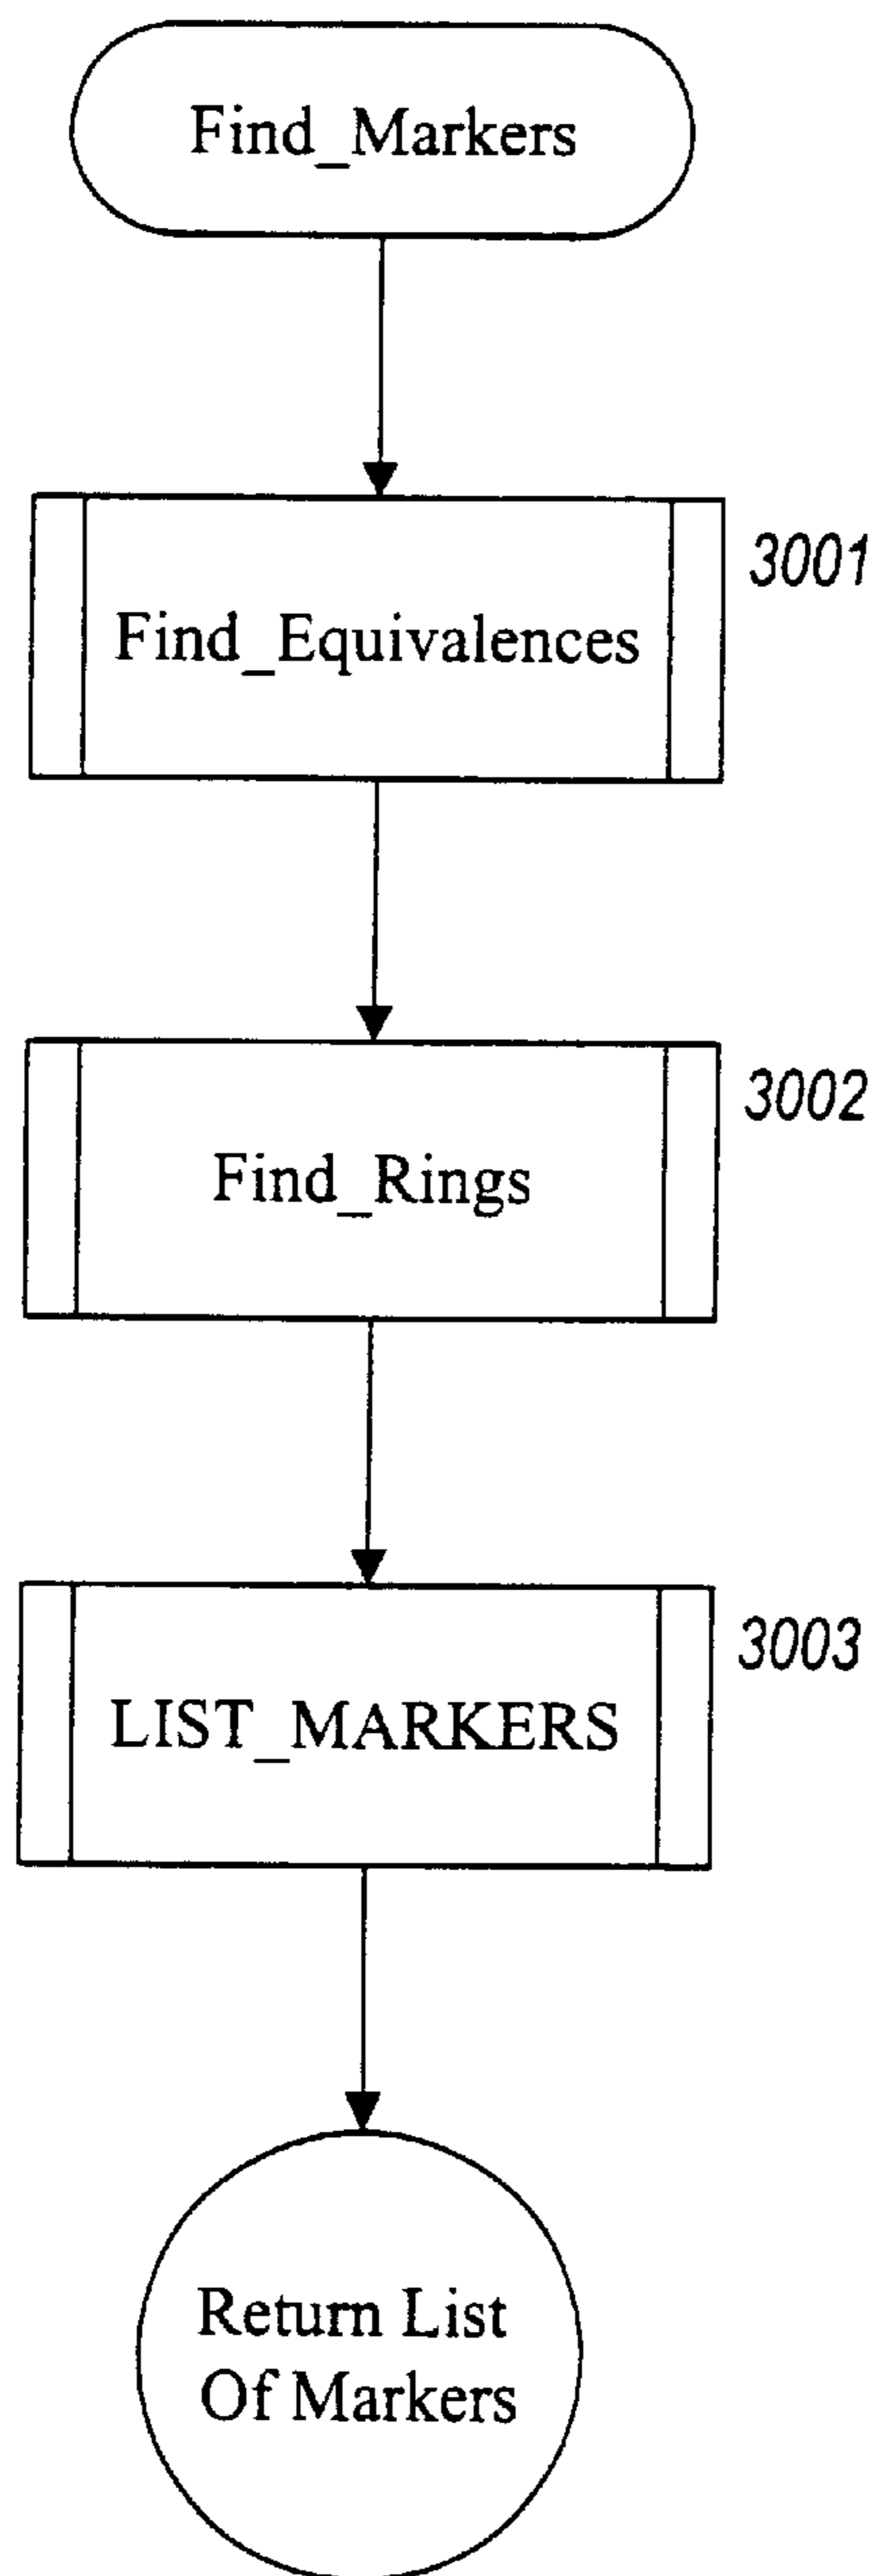 Find_Markers
3001
Find_Equivalences
3002
Find_Rings
3003
LIST_MARKERS
Return List
Of Markers